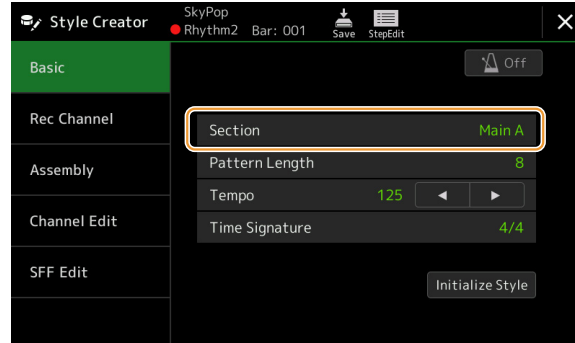 Style Creator
SkyPop
Rhythm2 Bar: 001
Save
StepEdit
Basic
Off
Rec Channel
Section Main A
Assembly
Pattern Length 8
Tempo 125
Channel Edit
Time Signature 4/4
SFF Edit
Initialize Style